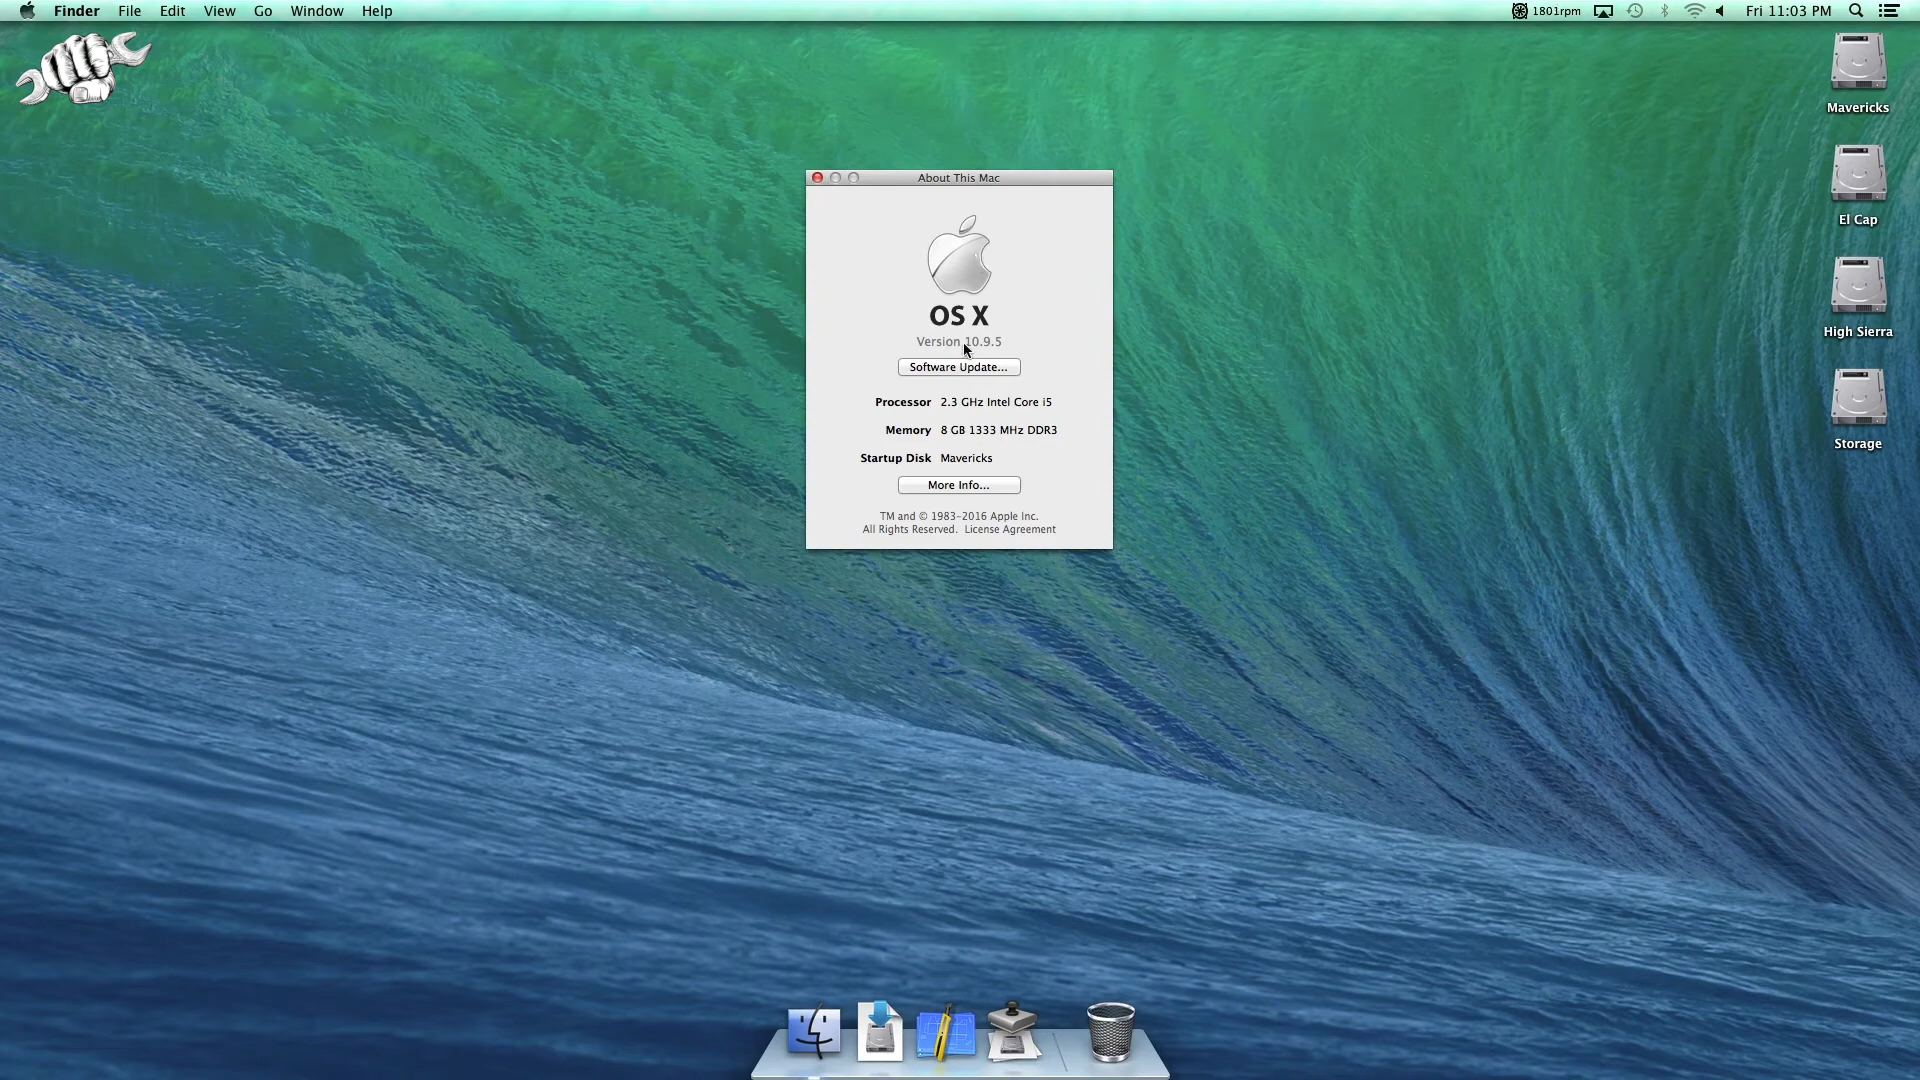 Finder File Edit View Go Window Help 1801rpm Fri 11:03 PM
Mavericks
El Cap
High Sierra
Storage
About This Mac
OS X
Version 10.9.5
Software Update...
Processor 2.3 GHz Intel Core i5
Memory 8 GB 1333 MHz DDR3
Startup Disk Mavericks
More Info...
TM and © 1983-2016 Apple Inc.
All Rights Reserved. License Agreement